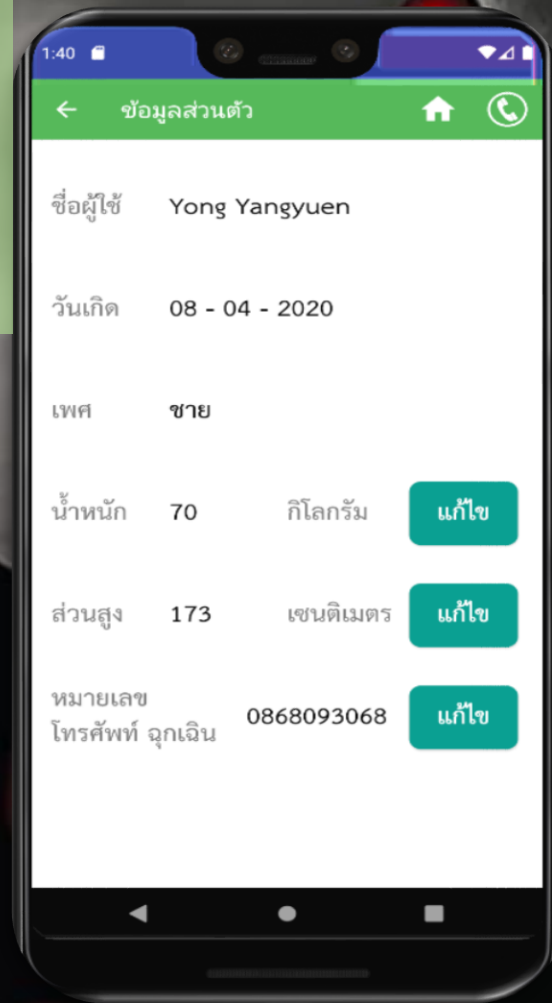 1:40
ข้อมูลส่วนตัว
ชื่อผู้ใช้ Yong Yangyuen
วันเกิด 08 - 04 - 2020
เพศ ชาย
น้ำหนัก 70 กิโลกรัม แก้ไข
ส่วนสูง 173 เซนติเมตร แก้ไข
หมายเลข
โทรศัพท์ ฉุกเฉิน 0868093068 แก้ไข